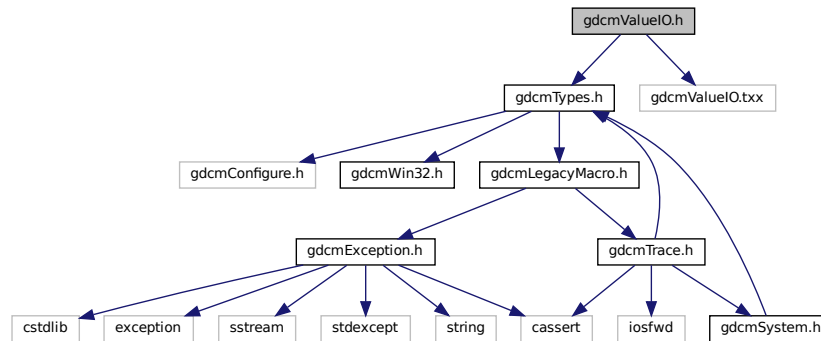 gdcmValueIO.h
gdcmTypes.h
gdcmValueIO.txx
gdcmConfigure.h
gdcmWin32.h
gdcmLegacyMacro.h
gdcmException.h
gdcmTrace.h
cstdlib
exception
sstream
stdexcept
string
cassert
iosfwd
gdcmSystem.h